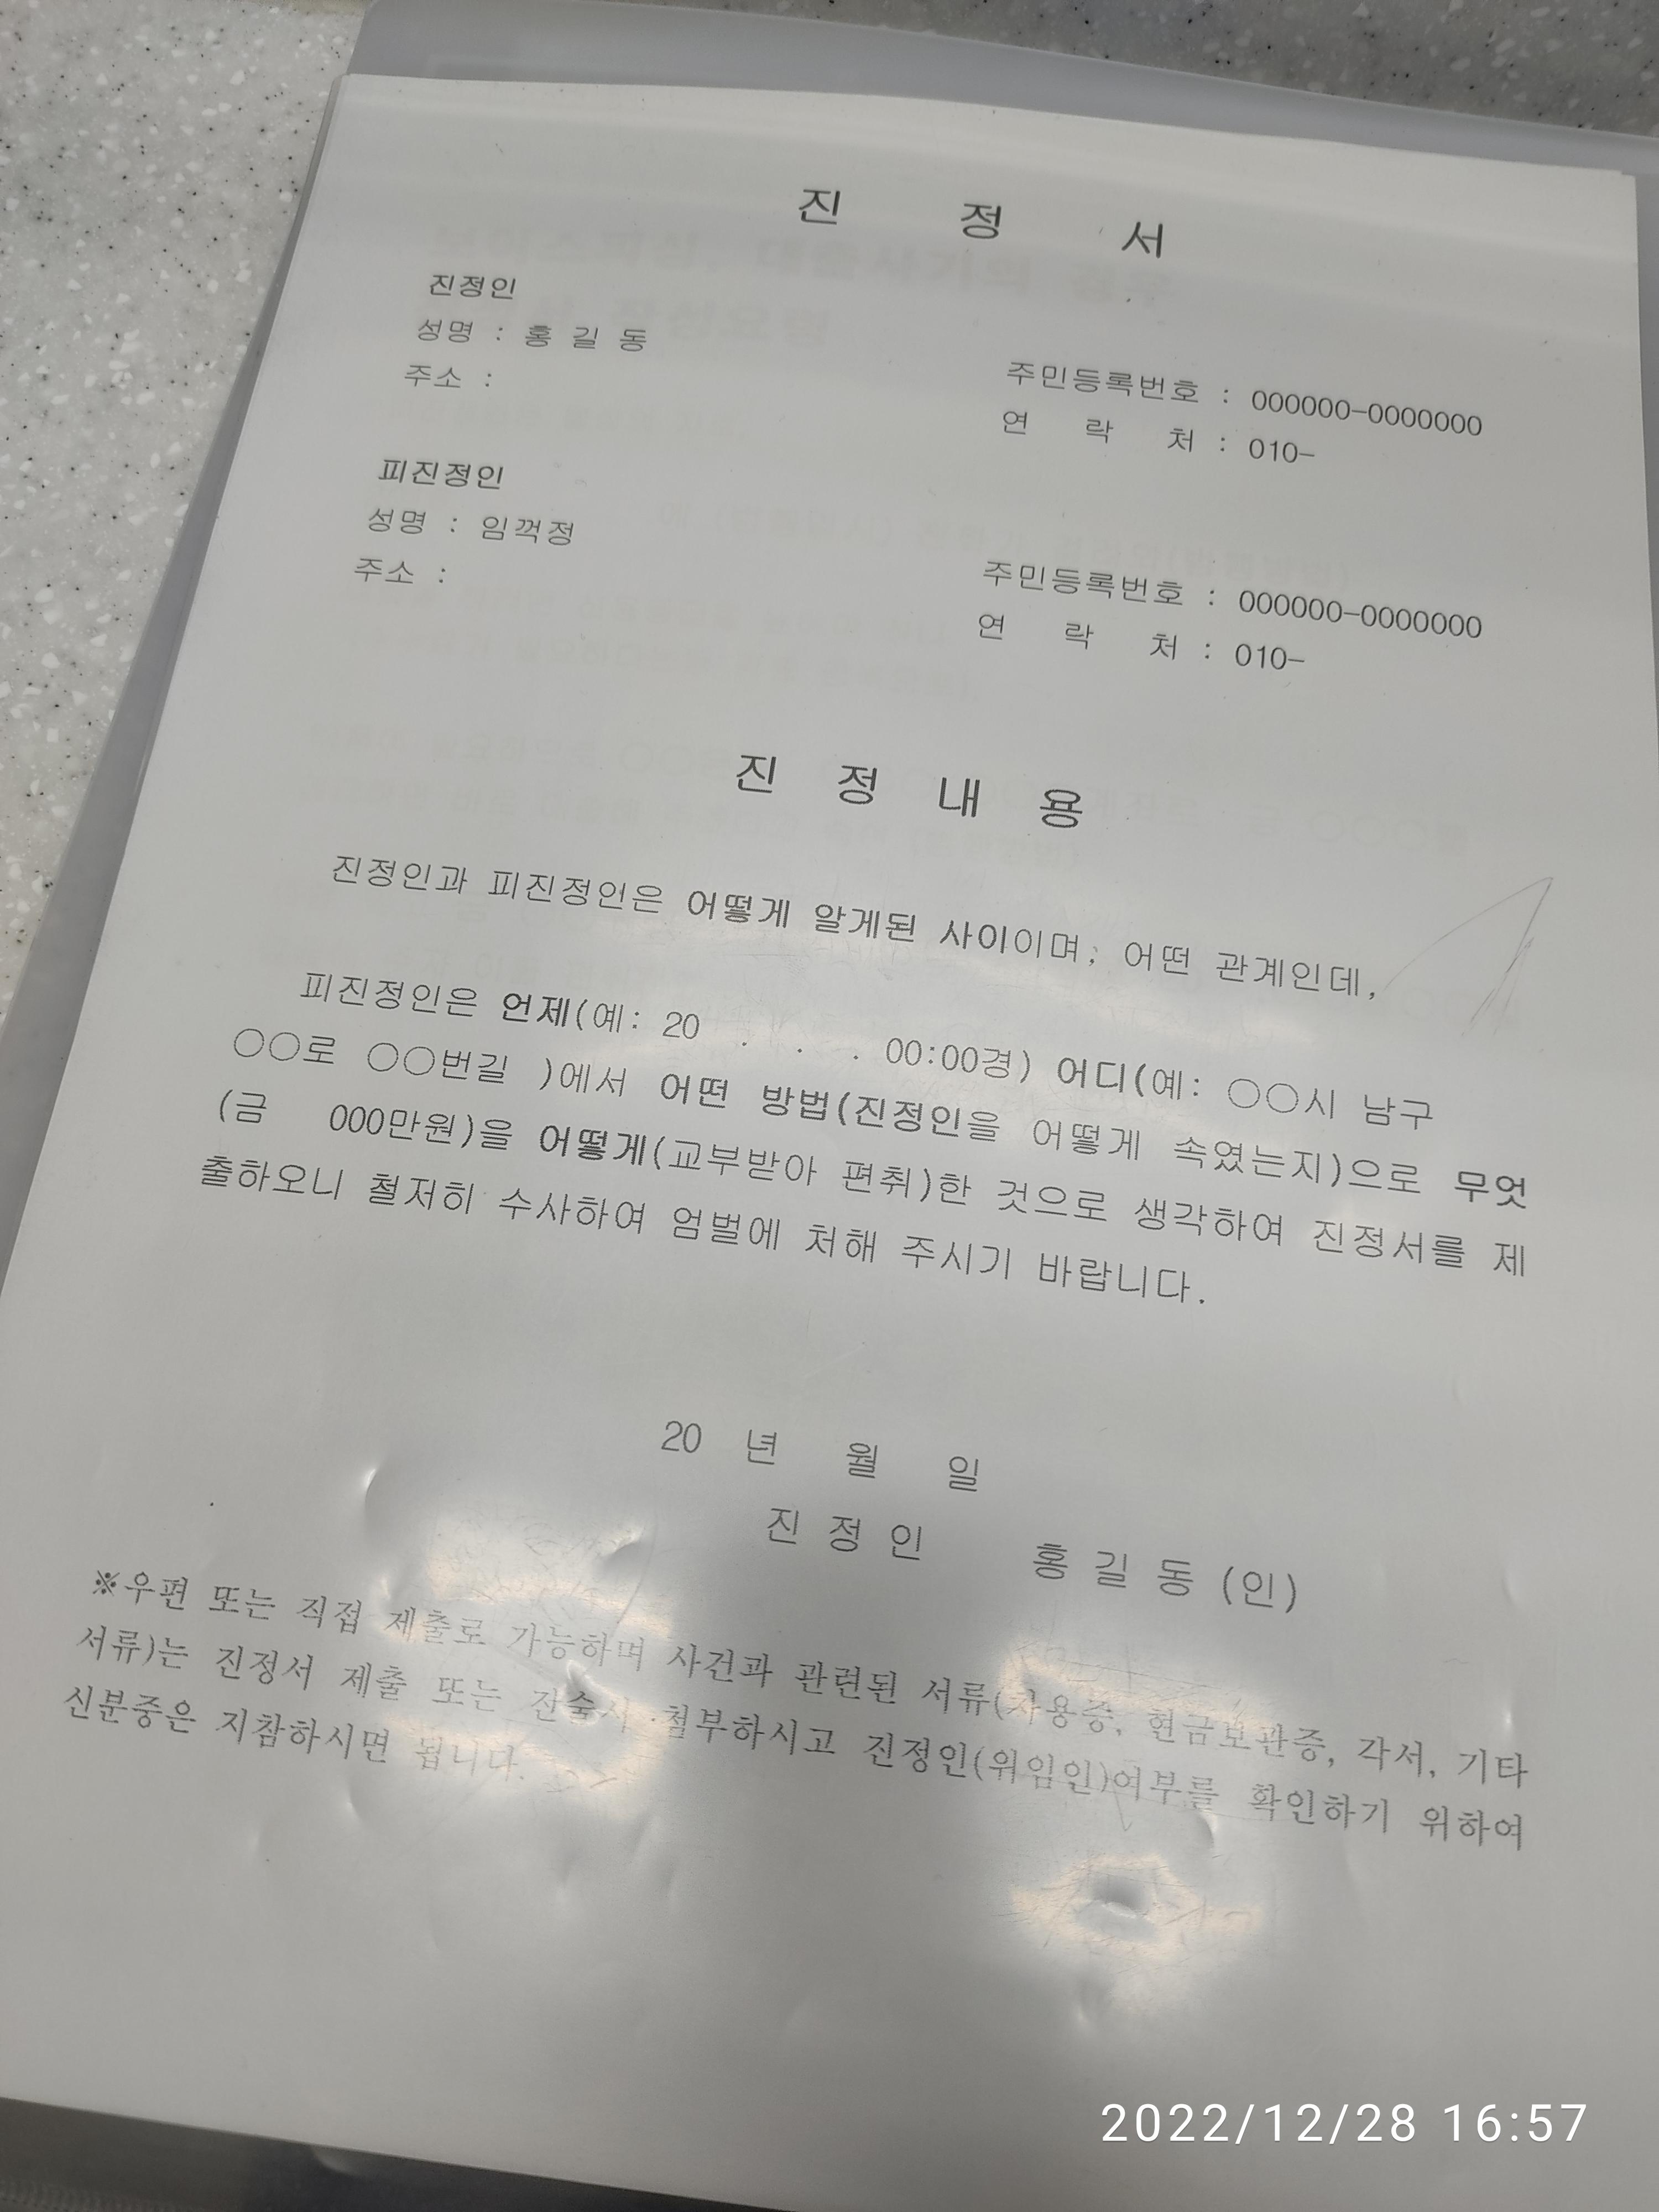 진 정 서
진정인
성명 : 홍 길 동 주민등록번호 : 000000-0000000
주소 : 연 락 처 : 010-
피진정인
성명 : 임꺽정 주민등록번호 : 000000-0000000
주소 : 연 락 처 : 010-
진 정 내 용
진정인과 피진정인은 어떻게 알게된 사이이며, 어떤 관계인데,
피진정인은 언제(예: 20 . . . 00:00경) 어디(예: ○○시 남구
○○로 ○○번길 )에서 어떤 방법(진정인을 어떻게 속였는지)으로 무엇
(금 000만원)을 어떻게(교부받아 편취)한 것으로 생각하여 진정서를 제
출하오니 철저히 수사하여 엄벌에 처해 주시기 바랍니다.
20 년 월 일
진 정 인 홍 길 동 (인)
※우편 또는 직접 제출로 가능하며 사건과 관련된 서류(차용증, 현금보관증, 각서, 기타
서류)는 진정서 제출 또는 진술시 첨부하시고 진정인(위임인)여부를 확인하기 위하여
신분증은 지참하시면 됩니다.
2022/12/28 16:57